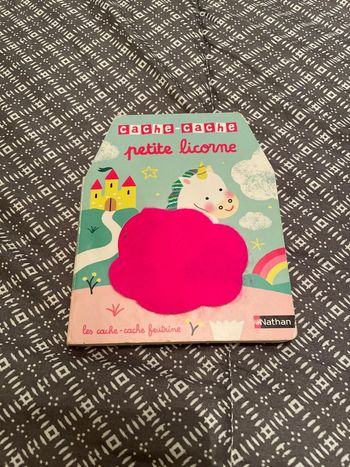 cache-cache
petite licorne
les cache-cache feutrine
Nathan